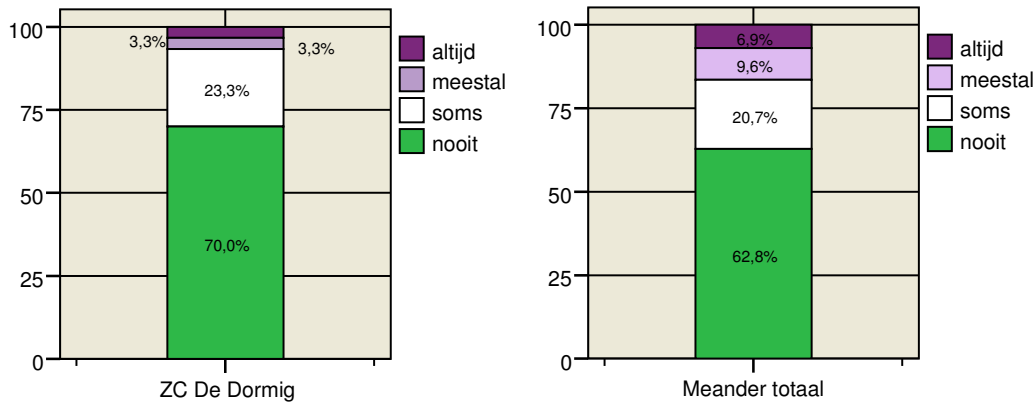 100
75
50
25
0
3,3%
3,3%
23,3%
70,0%
ZC De Dormig
altijd
meestal
soms
nooit
100
75
50
25
0
6,9%
9,6%
20,7%
62,8%
Meander totaal
altijd
meestal
soms
nooit